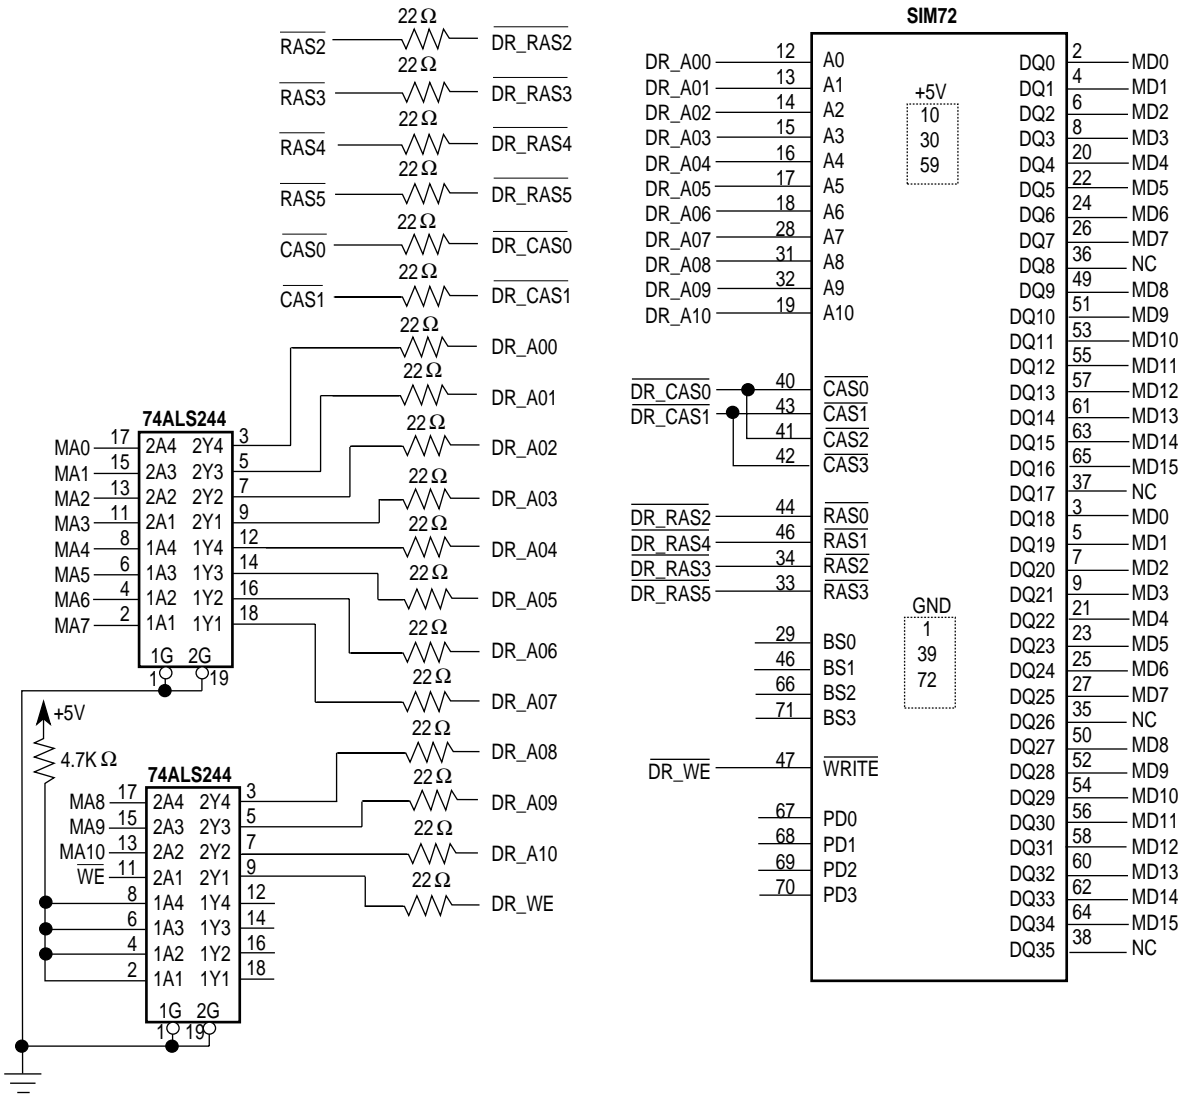 22Ω
RAS2 DR_RAS2
22Ω
RAS3 DR_RAS3
22Ω
RAS4 DR_RAS4
22Ω
RAS5 DR_RAS5
22Ω
CAS0 DR_CAS0
22Ω
CAS1 DR_CAS1
22Ω
DR_A00
22Ω
DR_A01
22Ω
DR_A02
22Ω
DR_A03
22Ω
DR_A04
22Ω
DR_A05
22Ω
DR_A06
22Ω
DR_A07
22Ω
DR_A08
22Ω
DR_A09
22Ω
DR_A10
22Ω
DR_WE
74ALS244
MA0 17 2A4 2Y4 3
MA1 15 2A3 2Y3 5
MA2 13 2A2 2Y2 7
MA3 11 2A1 2Y1 9
MA4 8 1A4 1Y4 12
MA5 6 1A3 1Y3 14
MA6 4 1A2 1Y2 16
MA7 2 1A1 1Y1 18
1G 2G
1 19
+5V
4.7KΩ
74ALS244
MA8 17 2A4 2Y4 3
MA9 15 2A3 2Y3 5
MA10 13 2A2 2Y2 7
WE 11 2A1 2Y1 9
8 1A4 1Y4 12
6 1A3 1Y3 14
4 1A2 1Y2 16
2 1A1 1Y1 18
1G 2G
1 19
SIM72
DR_A00 12 A0
DR_A01 13 A1
DR_A02 14 A2
DR_A03 15 A3
DR_A04 16 A4
DR_A05 17 A5
DR_A06 18 A6
DR_A07 28 A7
DR_A08 31 A8
DR_A09 32 A9
DR_A10 19 A10
DR_CAS0 40 CAS0
DR_CAS1 43 CAS1
41 CAS2
42 CAS3
DR_RAS2 44 RAS0
DR_RAS4 46 RAS1
DR_RAS3 34 RAS2
DR_RAS5 33 RAS3
29 BS0
46 BS1
66 BS2
71 BS3
DR_WE 47 WRITE
67 PD0
68 PD1
69 PD2
70 PD3
+5V
10
30
59
GND
1
39
72
DQ0 2 MD0
DQ1 4 MD1
DQ2 6 MD2
DQ3 8 MD3
DQ4 20 MD4
DQ5 22 MD5
DQ6 24 MD6
DQ7 26 MD7
DQ8 36 NC
DQ9 49 MD8
DQ10 51 MD9
DQ11 53 MD10
DQ12 55 MD11
DQ13 57 MD12
DQ14 61 MD13
DQ15 63 MD14
DQ16 65 MD15
DQ17 37 NC
DQ18 3 MD0
DQ19 5 MD1
DQ20 7 MD2
DQ21 9 MD3
DQ22 21 MD4
DQ23 23 MD5
DQ24 25 MD6
DQ25 27 MD7
DQ26 35 NC
DQ27 50 MD8
DQ28 52 MD9
DQ29 54 MD10
DQ30 56 MD11
DQ31 58 MD12
DQ32 60 MD13
DQ33 62 MD14
DQ34 64 MD15
DQ35 38 NC